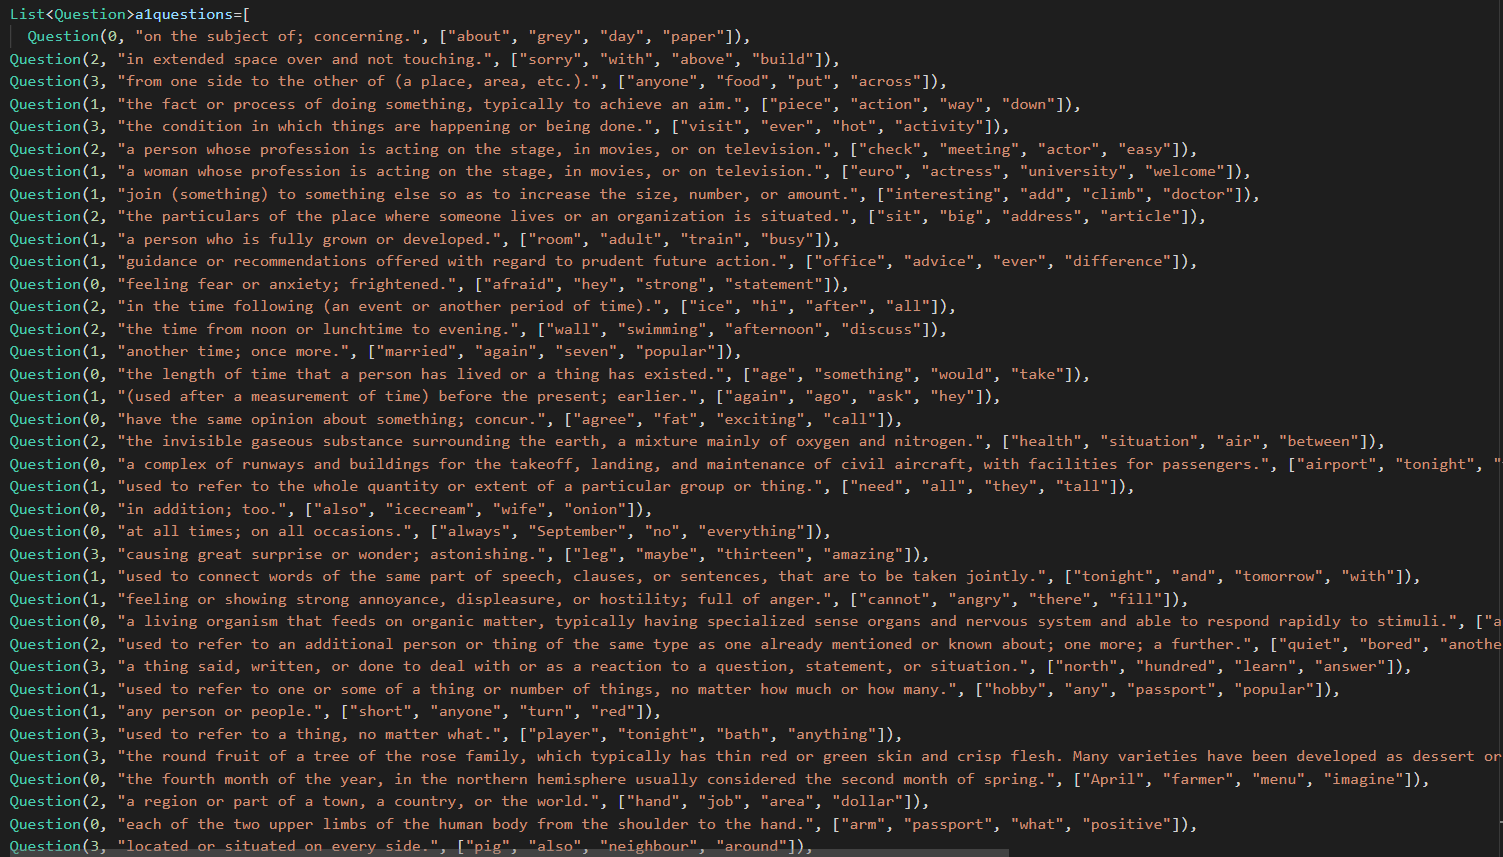 List<Question>a1questions=[
Question(0, "on the subject of; concerning.", ["about", "grey", "day", "paper"]),
Question(2, "in extended space over and not touching.", ["sorry", "with", "above", "build"]),
Question(3, "from one side to the other of (a place, area, etc.).", ["anyone", "food", "put", "across"]),
Question(1, "the fact or process of doing something, typically to achieve an aim.", ["piece", "action", "way", "down"]),
Question(3, "the condition in which things are happening or being done.", ["visit", "ever", "hot", "activity"]),
Question(2, "a person whose profession is acting on the stage, in movies, or on television.", ["check", "meeting", "actor", "easy"]),
Question(1, "a woman whose profession is acting on the stage, in movies, or on television.", ["euro", "actress", "university", "welcome"]),
Question(1, "join (something) to something else so as to increase the size, number, or amount.", ["interesting", "add", "climb", "doctor"]),
Question(2, "the particulars of the place where someone lives or an organization is situated.", ["sit", "big", "address", "article"]),
Question(1, "a person who is fully grown or developed.", ["room", "adult", "train", "busy"]),
Question(1, "guidance or recommendations offered with regard to prudent future action.", ["office", "advice", "ever", "difference"]),
Question(0, "feeling fear or anxiety; frightened.", ["afraid", "hey", "strong", "statement"]),
Question(2, "in the time following (an event or another period of time).", ["ice", "hi", "after", "all"]),
Question(2, "the time from noon or lunchtime to evening.", ["wall", "swimming", "afternoon", "discuss"]),
Question(1, "another time; once more.", ["married", "again", "seven", "popular"]),
Question(0, "the length of time that a person has lived or a thing has existed.", ["age", "something", "would", "take"]),
Question(1, "(used after a measurement of time) before the present; earlier.", ["again", "ago", "ask", "hey"]),
Question(0, "have the same opinion about something; concur.", ["agree", "fat", "exciting", "call"]),
Question(2, "the invisible gaseous substance surrounding the earth, a mixture mainly of oxygen and nitrogen.", ["health", "situation", "air", "between"]),
Question(0, "a complex of runways and buildings for the takeoff, landing, and maintenance of civil aircraft, with facilities for passengers.", ["airport", "tonight", "
Question(1, "used to refer to the whole quantity or extent of a particular group or thing.", ["need", "all", "they", "tall"]),
Question(0, "in addition; too.", ["also", "icecream", "wife", "onion"]),
Question(0, "at all times; on all occasions.", ["always", "September", "no", "everything"]),
Question(3, "causing great surprise or wonder; astonishing.", ["leg", "maybe", "thirteen", "amazing"]),
Question(1, "used to connect words of the same part of speech, clauses, or sentences, that are to be taken jointly.", ["tonight", "and", "tomorrow", "with"]),
Question(1, "feeling or showing strong annoyance, displeasure, or hostility; full of anger.", ["cannot", "angry", "there", "fill"]),
Question(0, "a living organism that feeds on organic matter, typically having specialized sense organs and nervous system and able to respond rapidly to stimuli.", ["a
Question(2, "used to refer to an additional person or thing of the same type as one already mentioned or known about; one more; a further.", ["quiet", "bored", "anothe
Question(3, "a thing said, written, or done to deal with or as a reaction to a question, statement, or situation.", ["north", "hundred", "learn", "answer"]),
Question(1, "used to refer to one or some of a thing or number of things, no matter how much or how many.", ["hobby", "any", "passport", "popular"]),
Question(1, "any person or people.", ["short", "anyone", "turn", "red"]),
Question(3, "used to refer to a thing, no matter what.", ["player", "tonight", "bath", "anything"]),
Question(3, "the round fruit of a tree of the rose family, which typically has thin red or green skin and crisp flesh. Many varieties have been developed as dessert or
Question(0, "the fourth month of the year, in the northern hemisphere usually considered the second month of spring.", ["April", "farmer", "menu", "imagine"]),
Question(2, "a region or part of a town, a country, or the world.", ["hand", "job", "area", "dollar"]),
Question(0, "each of the two upper limbs of the human body from the shoulder to the hand.", ["arm", "passport", "what", "positive"]),
Question(3, "located or situated on every side.", ["pig", "also", "neighbour", "around"]),